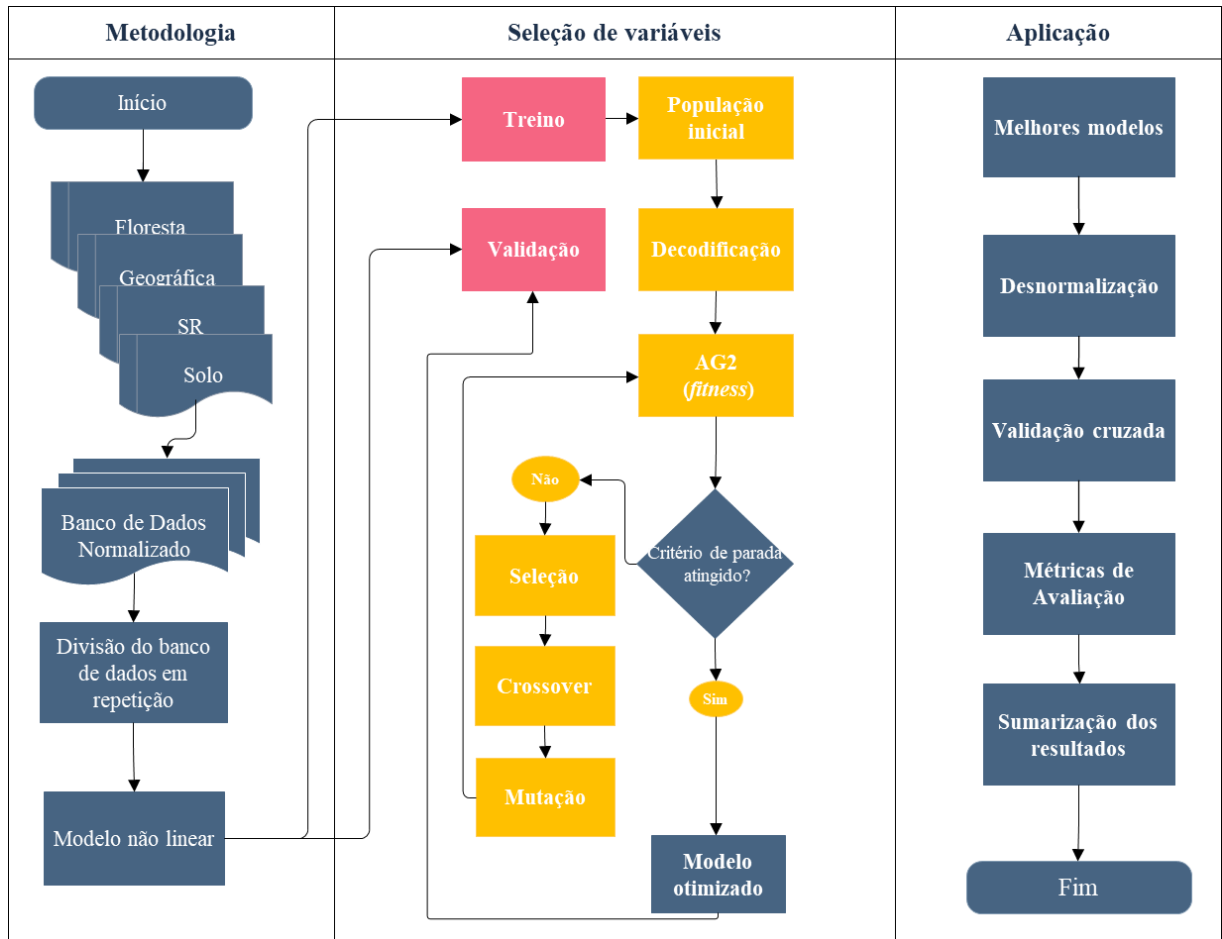 Metodologia
Início
Floresta
Geográfica
SR
Solo
Banco de Dados
Normalizado
Divisão do banco
de dados em
repetição
Modelo não linear
Seleção de variáveis
Treino
População
inicial
Validação
Decodificação
AG2
(fitness)
Não
Critério de parada
atingido?
Seleção
Crossover
Sim
Mutação
Modelo
otimizado
Aplicação
Melhores modelos
Desnormalização
Validação cruzada
Métricas de
Avaliação
Sumarização dos
resultados
Fim